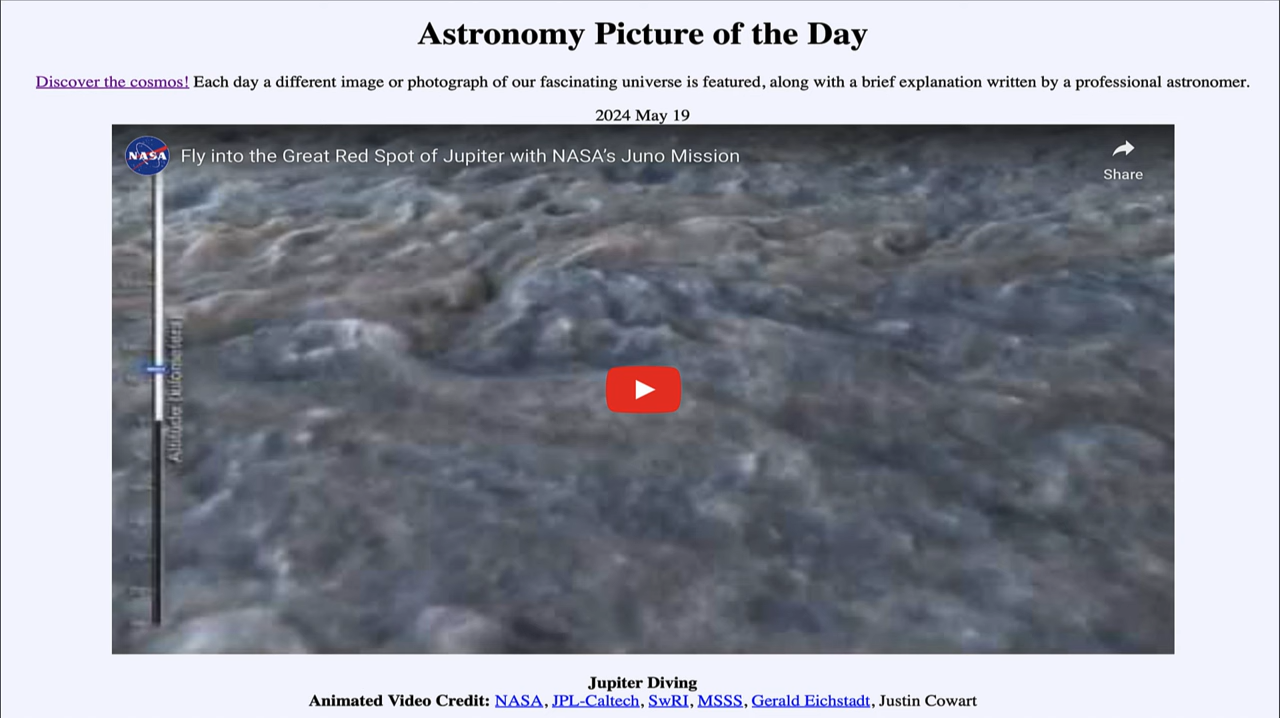 Astronomy Picture of the Day
Discover the cosmos! Each day a different image or photograph of our fascinating universe is featured, along with a brief explanation written by a professional astronomer.
2024 May 19
NASA
Fly into the Great Red Spot of Jupiter with NASA’s Juno Mission
Share
Altitude (kilometers)
Jupiter Diving
Animated Video Credit: NASA, JPL-Caltech, SwRI, MSSS, Gerald Eichstadt, Justin Cowart